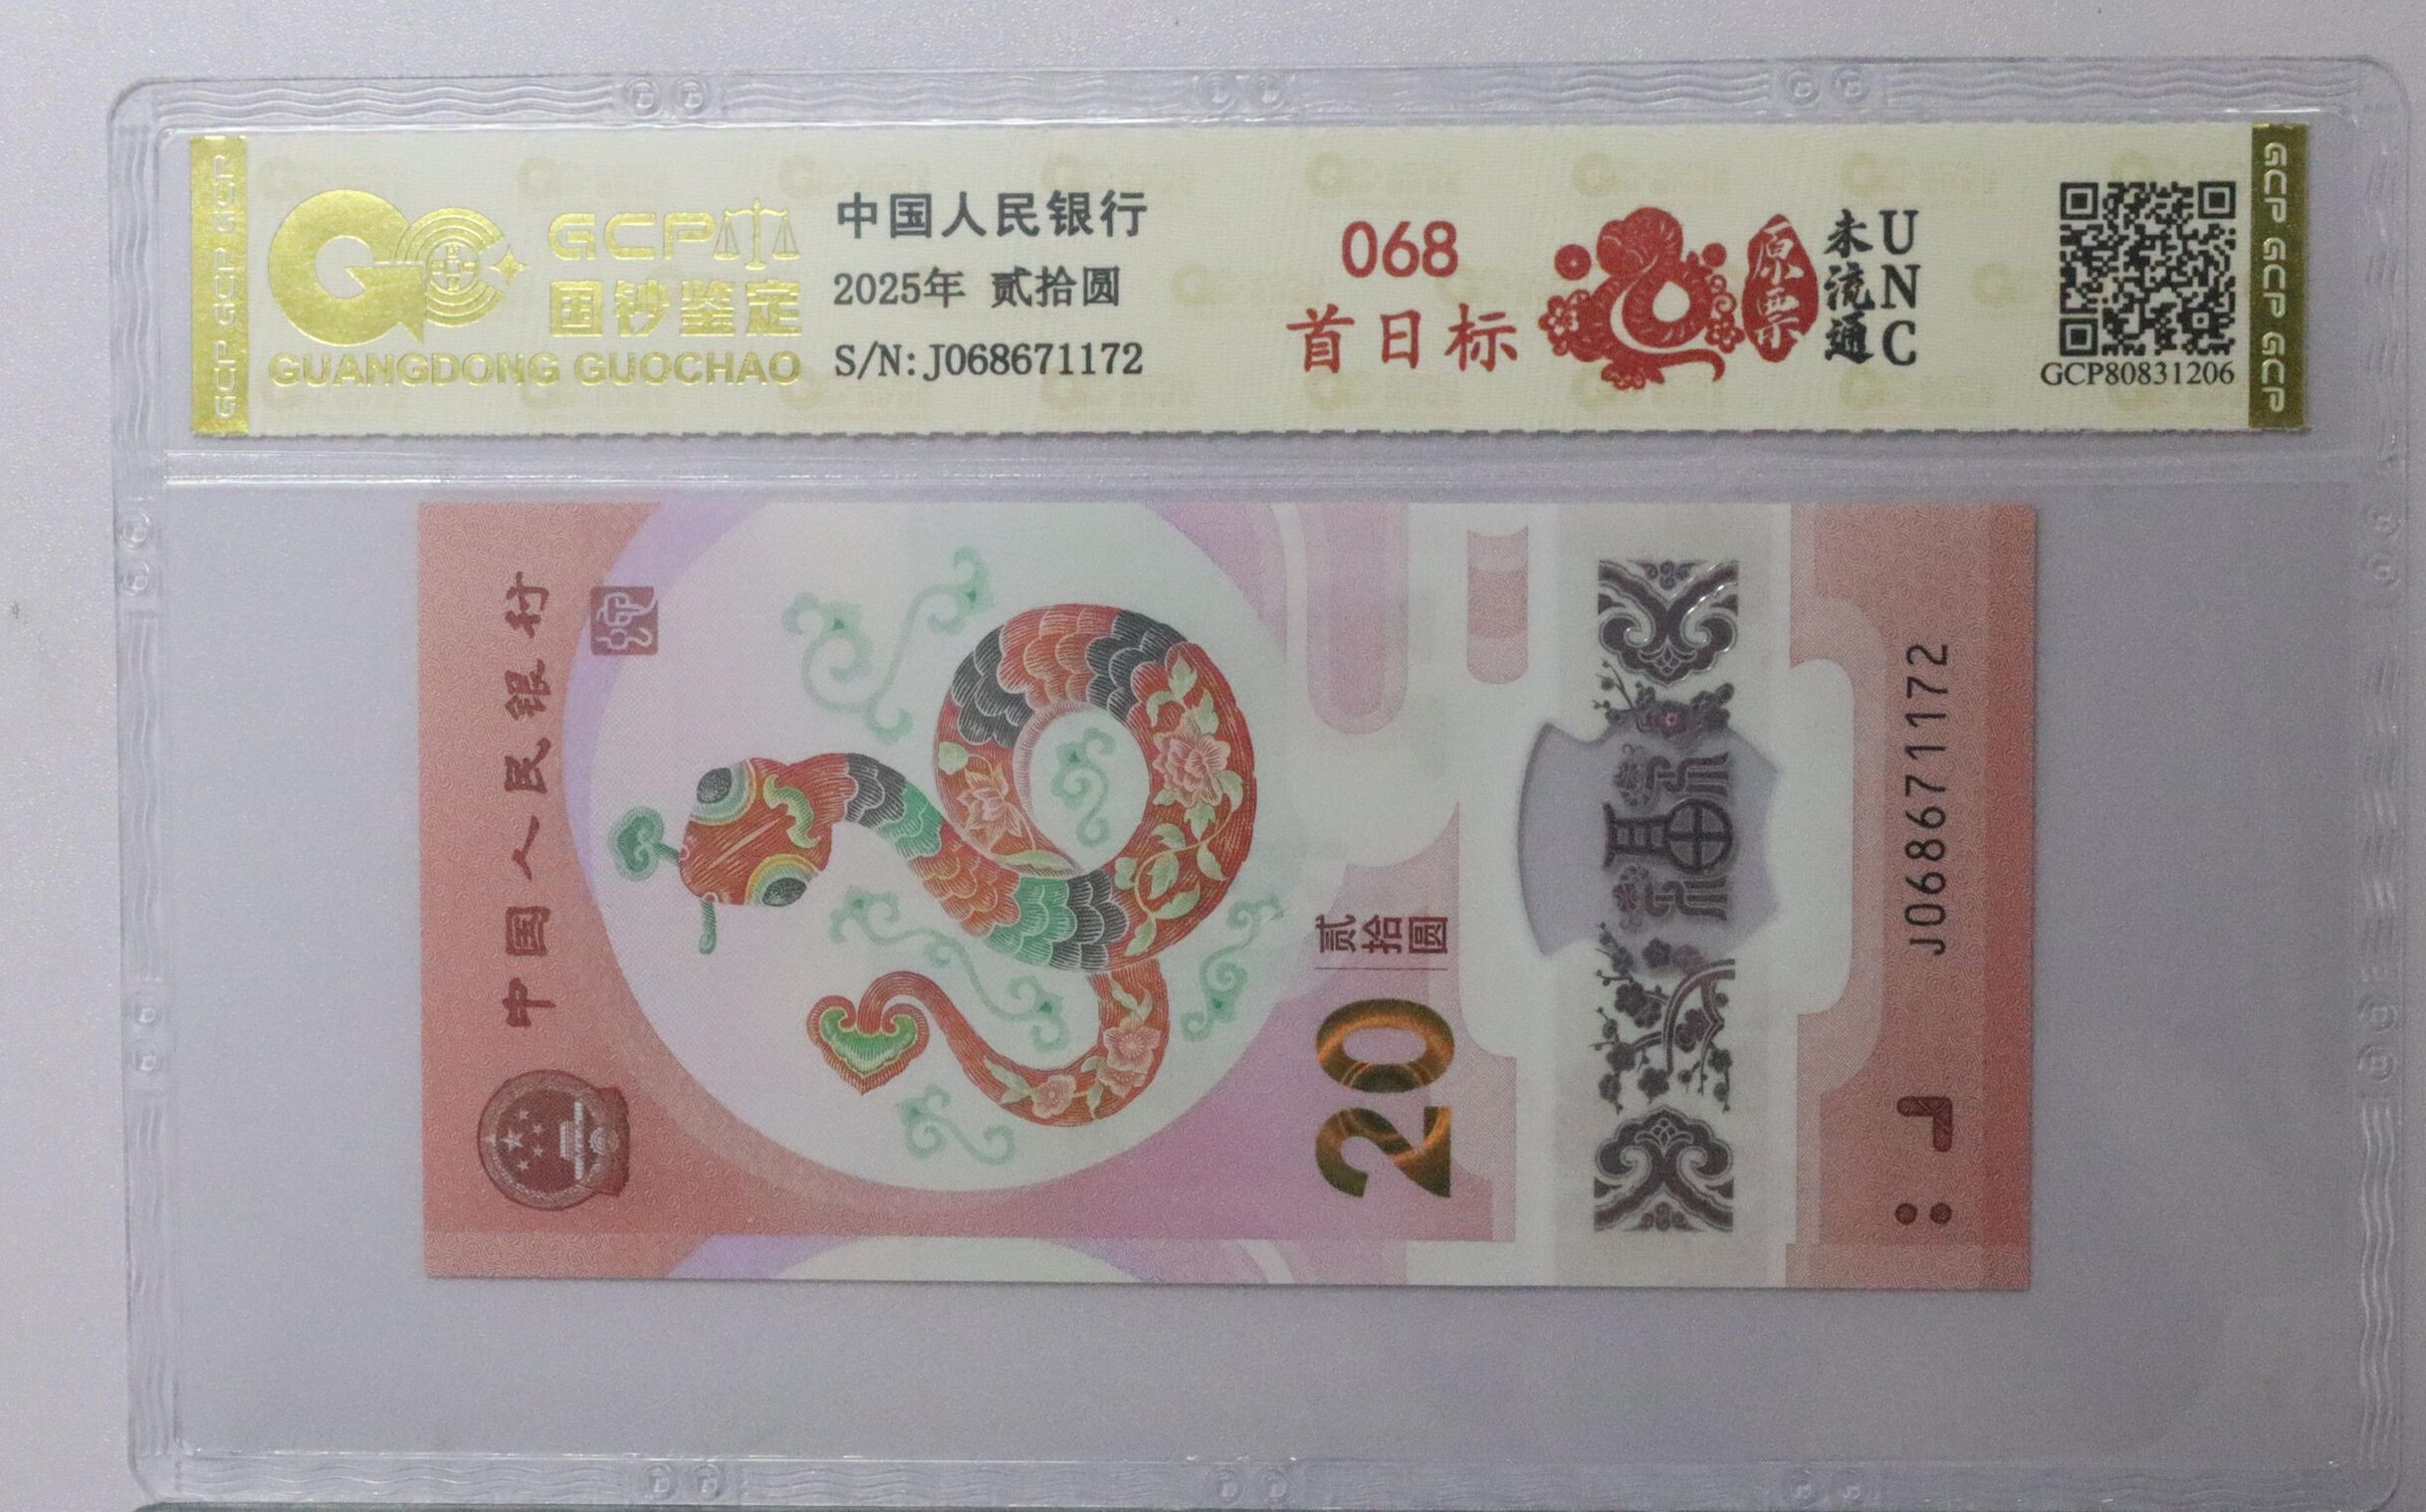 GCP GCP GCP
GCP
国钞鉴定
GUANGDONG GUOCHAO
中国人民银行
2025年 贰拾圆
S/N:J068671172
068
首日标
原票
未流通
UNC
GCP80831206
GCP GCP GCP
中国人民银行
贰拾圆
20
福
J068671172